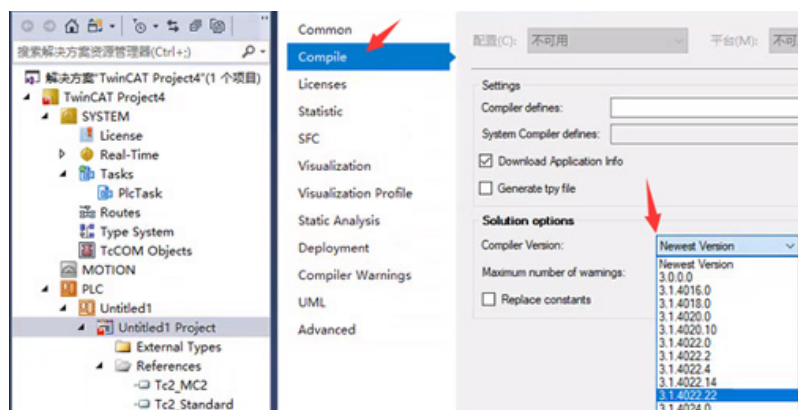 搜索解决方案资源管理器(Ctrl+;)
解决方案"TwinCAT Project4"(1 个项目)
TwinCAT Project4
SYSTEM
License
Real-Time
Tasks
PlcTask
Routes
Type System
TcCOM Objects
MOTION
PLC
Untitled1
Untitled1 Project
External Types
References
Tc2_MC2
Tc2_Standard
Common
Compile
Licenses
Statistic
SFC
Visualization
Visualization Profile
Static Analysis
Deployment
Compiler Warnings
UML
Advanced
配置(C): 不可用 平台(M): 不可
Settings
Compiler defines:
System Compiler defines:
Download Application Info
Generate tpy file
Solution options
Compiler Version: Newest Version
Newest Version
3.0.0.0
Maximum number of warnings:
3.1.4016.0
3.1.4018.0
Replace constants
3.1.4020.0
3.1.4020.10
3.1.4022.0
3.1.4022.2
3.1.4022.4
3.1.4022.14
3.1.4022.22
3.1.4024.0